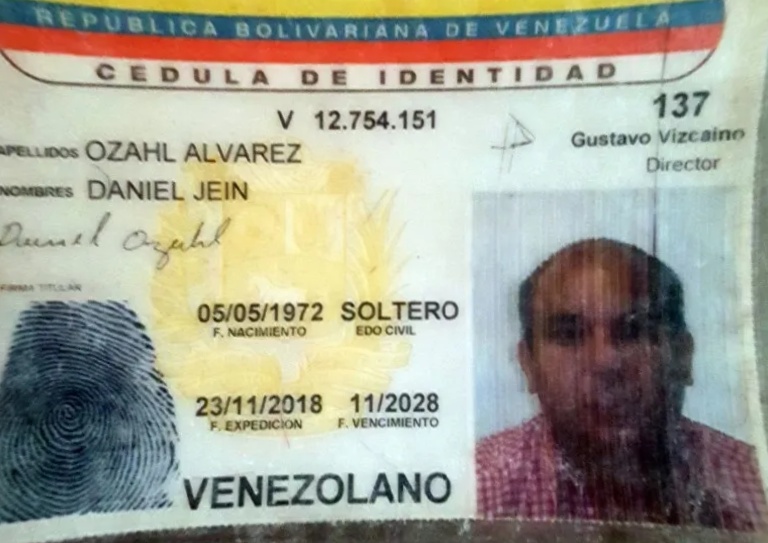 REPUBLICA BOLIVARIANA DE VENEZUELA
CEDULA DE IDENTIDAD
V 12.754.151
137
Gustavo Vizcaino
Director
APELLIDOS OZAHL ALVAREZ
NOMBRES DANIEL JEIN
Daniel Ozahl
FIRMA TITULAR
05/05/1972 SOLTERO
F. NACIMIENTO EDO CIVIL
23/11/2018 11/2028
F. EXPEDICION F. VENCIMIENTO
VENEZOLANO